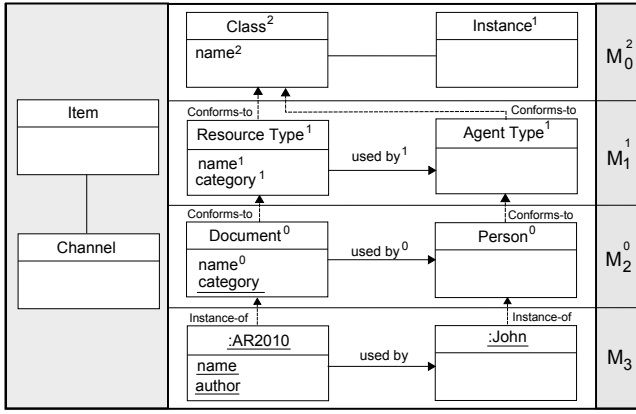 Class²
name²
Instance¹
M₀²
Item
Channel
Conforms-to
Conforms-to
Resource Type¹
name¹
category¹
used by¹
Agent Type¹
M₁¹
Conforms-to
Conforms-to
Document⁰
name⁰
category
used by⁰
Person⁰
M₂⁰
Instance-of
Instance-of
:AR2010
name
author
used by
:John
M₃